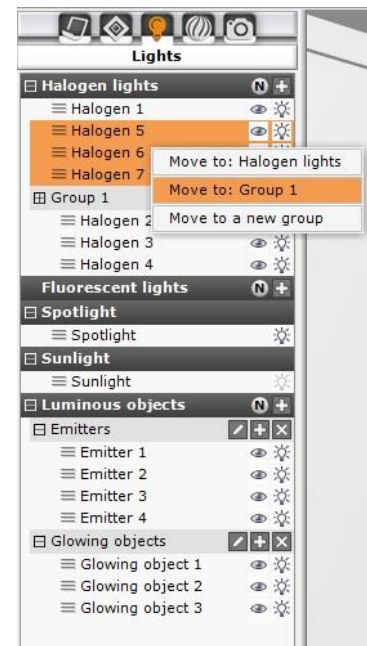 Lights
Halogen lights N
Halogen 1
Halogen 5
Halogen 6
Halogen 7
Move to: Halogen lights
Move to: Group 1
Move to a new group
Group 1
Halogen 2
Halogen 3
Halogen 4
Fluorescent lights N
Spotlight
Spotlight
Sunlight
Sunlight
Luminous objects N
Emitters
Emitter 1
Emitter 2
Emitter 3
Emitter 4
Glowing objects
Glowing object 1
Glowing object 2
Glowing object 3